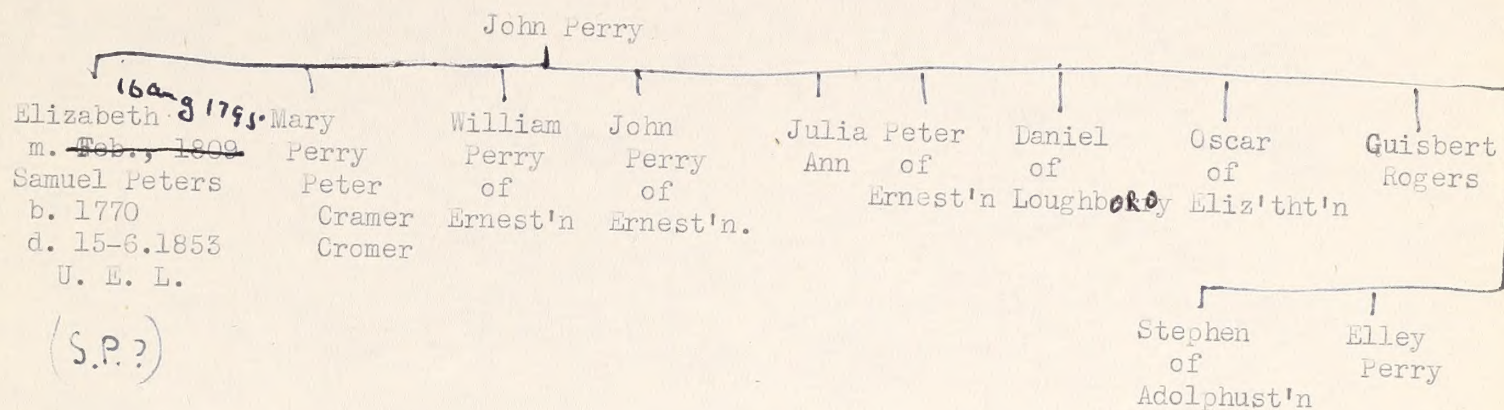 John Perry
Elizabeth
16 Aug 1795.
m. Feb., 1809
Samuel Peters
b. 1770
d. 15-6.1853
U. E. L.
(S.P.?)
Mary
Perry
Peter
Cramer
Cromer
William
Perry
of
Ernest'n
John
Perry
of
Ernest'n.
Julia
Ann
Peter
of
Ernest'n
Daniel
of
Loughboro
Oscar
of
Eliz'tht'n
Guisbert
Rogers
Stephen
of
Adolphust'n
Elley
Perry